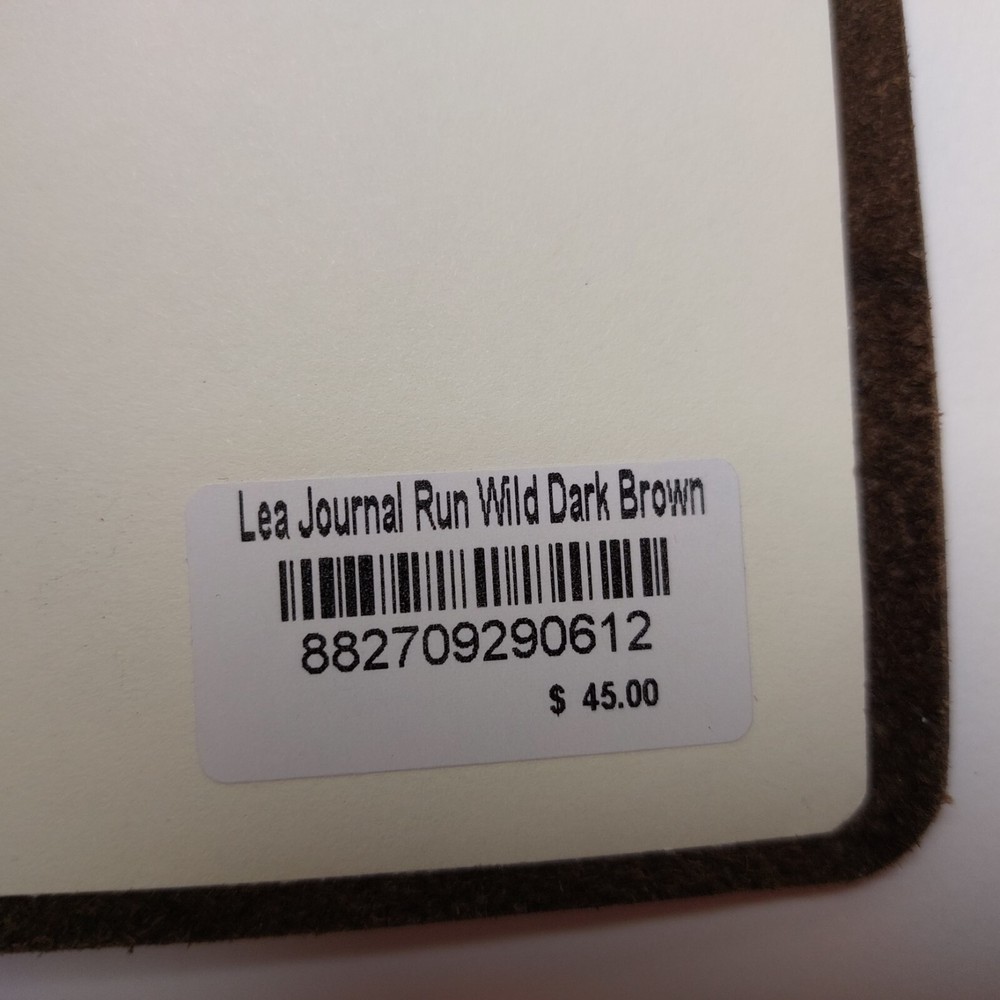 Lea Journal Run Wild Dark Brown
882709290612
$ 45.00